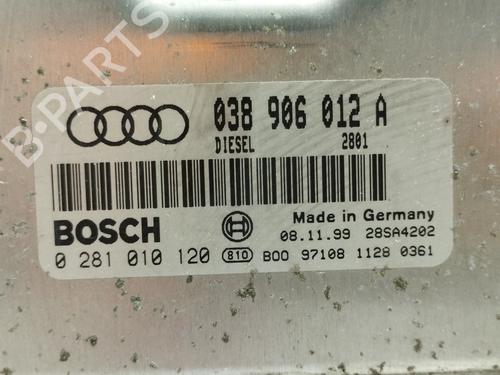 B-PARTS
038 906 012 A
DIESEL 2801
BOSCH
Made in Germany
08.11.99 28SA4202
0 281 010 120 810 B00 97108 1128 0361